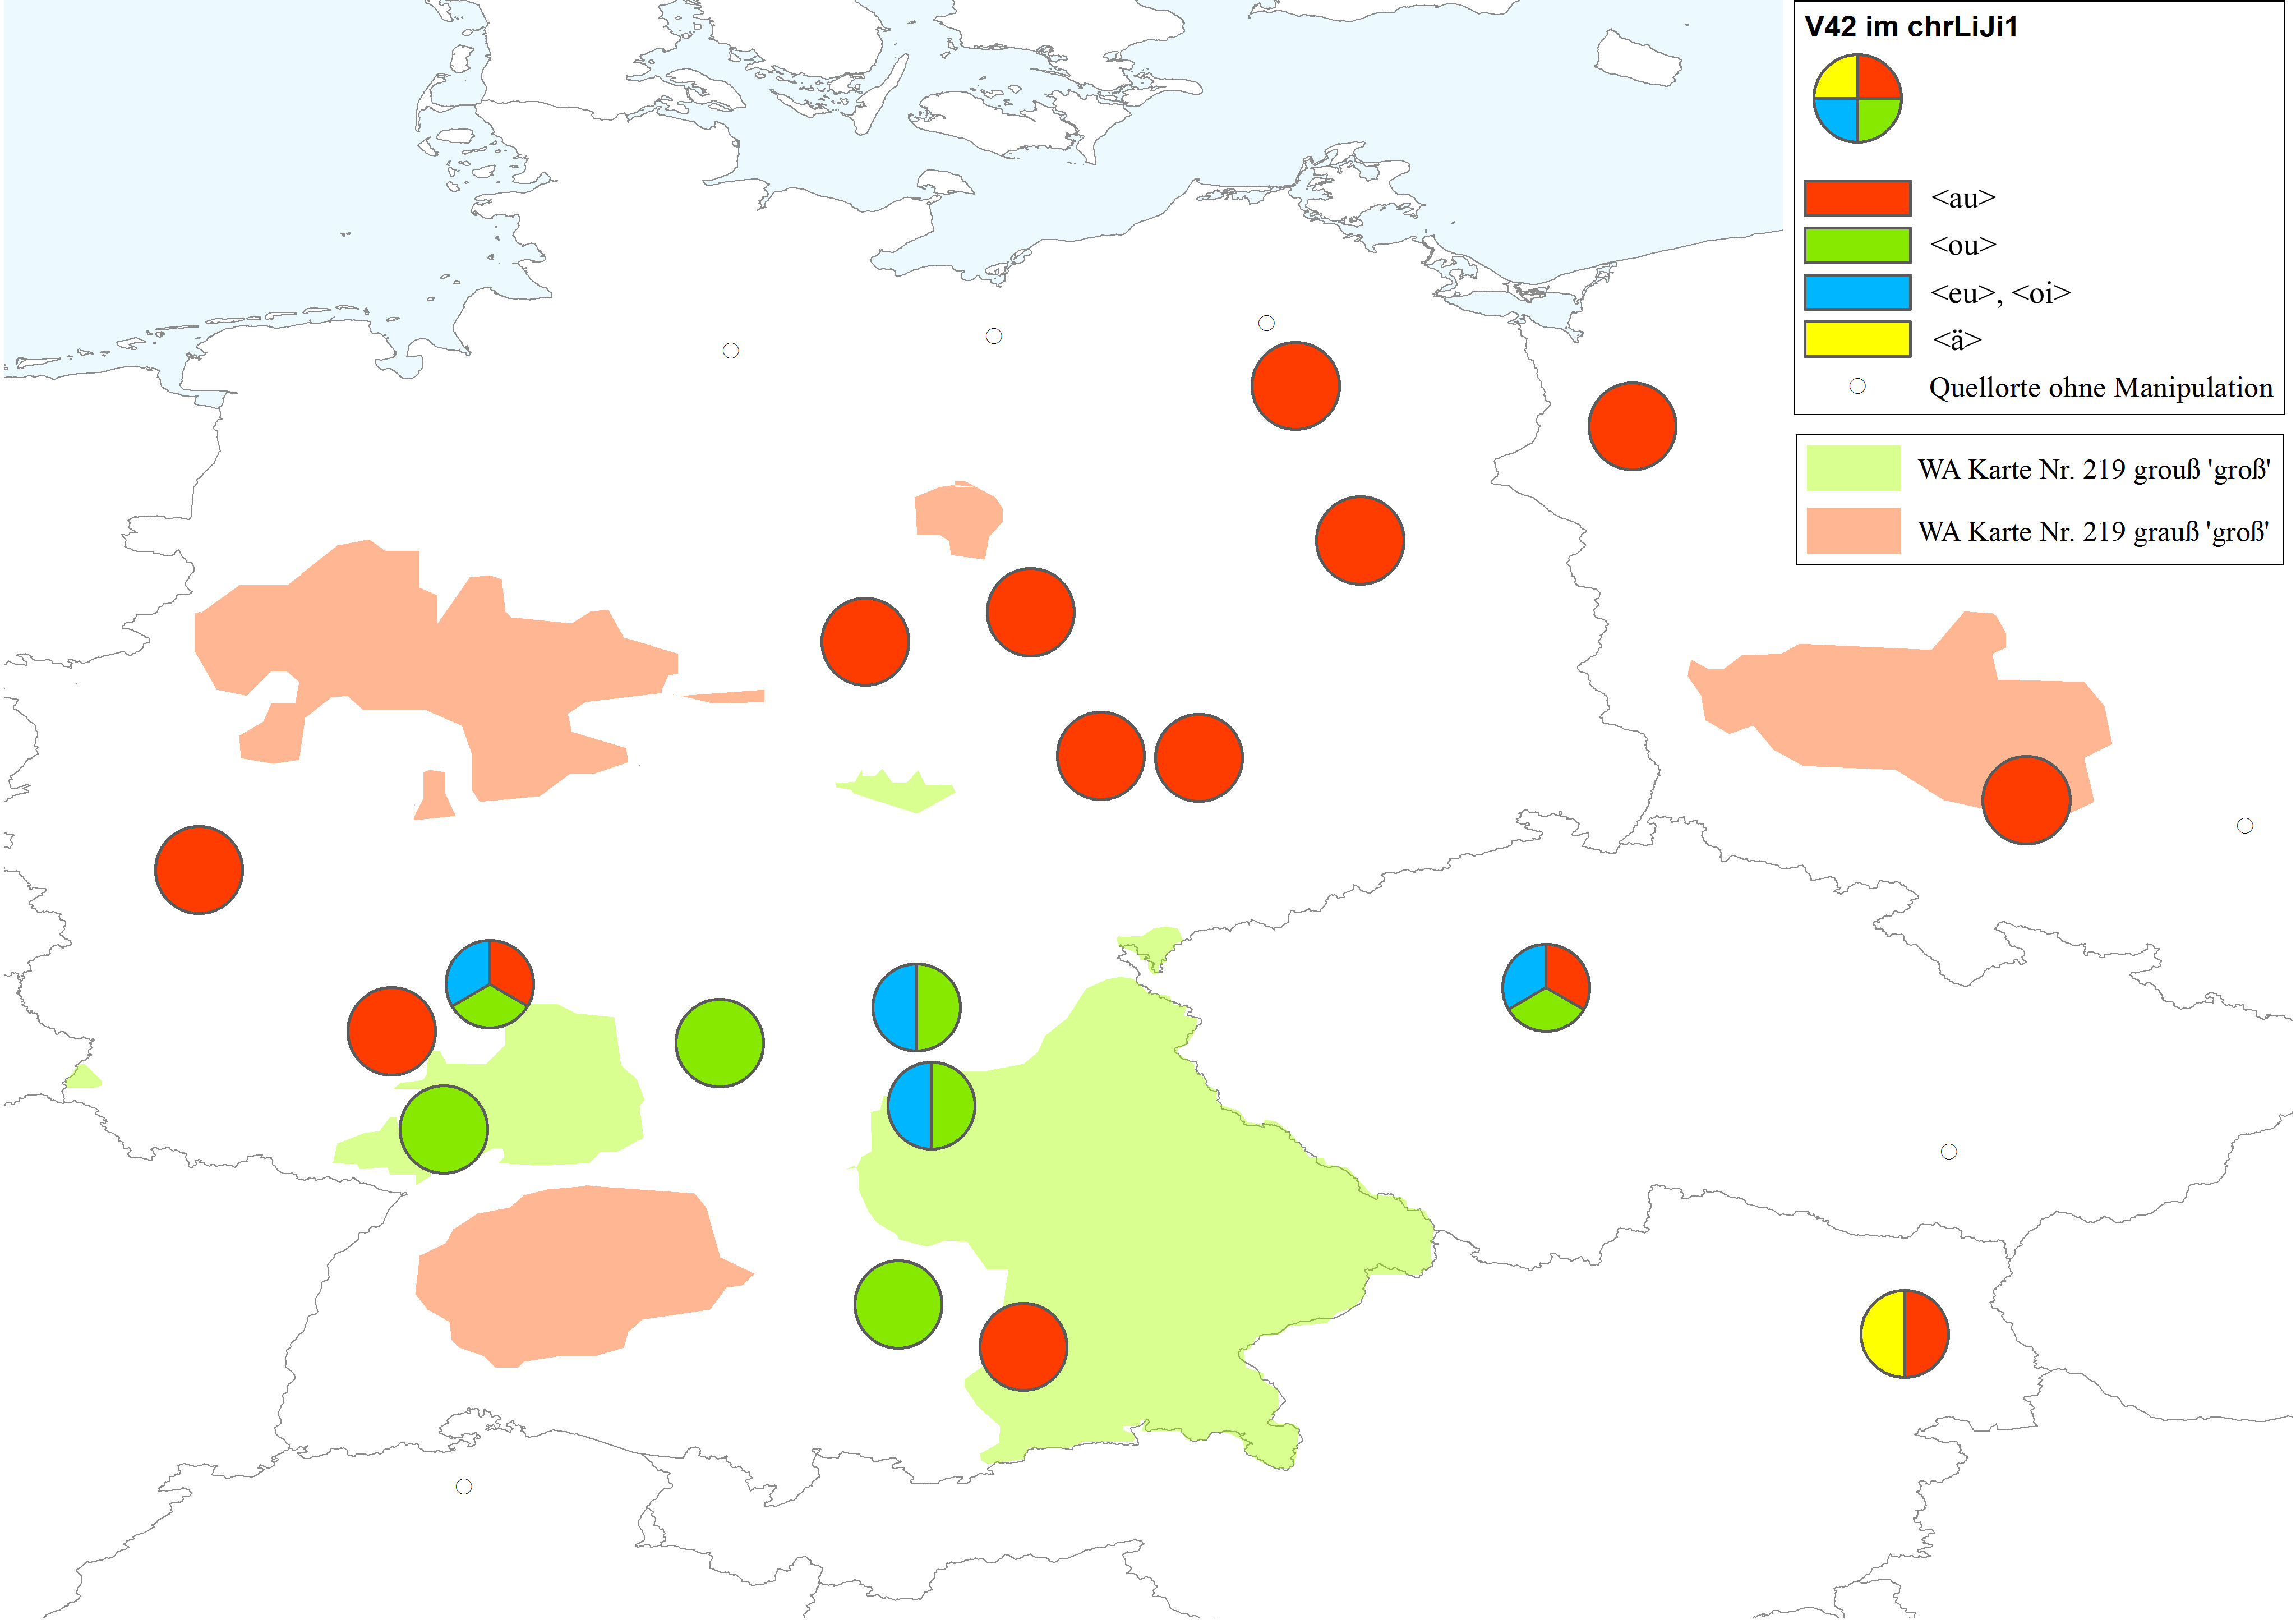 V42 im chrLiJi1
<au>
<ou>
<eu>, <oi>
<ä>
Quellorte ohne Manipulation
WA Karte Nr. 219 grouß 'groß'
WA Karte Nr. 219 grauß 'groß'